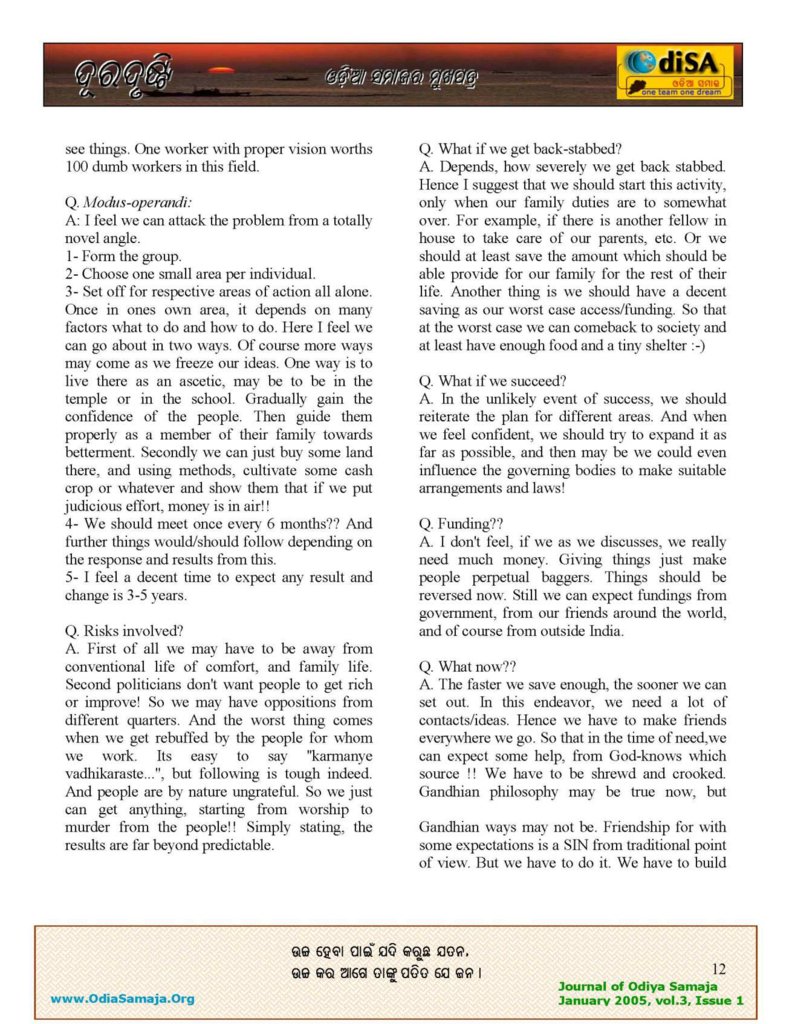 ଦୂରଦୃଷ୍ଟି
ଓଡ଼ିଆ ସମାଜର ମୁଖପତ୍ର
OdiSA
ଓଡ଼ିଆ ସମାଜ
one team one dream
see things. One worker with proper vision worths
100 dumb workers in this field.
Q. Modus-operandi:
A: I feel we can attack the problem from a totally
novel angle.
1- Form the group.
2- Choose one small area per individual.
3- Set off for respective areas of action all alone.
Once in ones own area, it depends on many
factors what to do and how to do. Here I feel we
can go about in two ways. Of course more ways
may come as we freeze our ideas. One way is to
live there as an ascetic, may be to be in the
temple or in the school. Gradually gain the
confidence of the people. Then guide them
properly as a member of their family towards
betterment. Secondly we can just buy some land
there, and using methods, cultivate some cash
crop or whatever and show them that if we put
judicious effort, money is in air!!
4- We should meet once every 6 months?? And
further things would/should follow depending on
the response and results from this.
5- I feel a decent time to expect any result and
change is 3-5 years.
Q. Risks involved?
A. First of all we may have to be away from
conventional life of comfort, and family life.
Second politicians don't want people to get rich
or improve! So we may have oppositions from
different quarters. And the worst thing comes
when we get rebuffed by the people for whom
we work. Its easy to say "karmanye
vadhikaraste...", but following is tough indeed.
And people are by nature ungrateful. So we just
can get anything, starting from worship to
murder from the people!! Simply stating, the
results are far beyond predictable.
Q. What if we get back-stabbed?
A. Depends, how severely we get back stabbed.
Hence I suggest that we should start this activity,
only when our family duties are to somewhat
over. For example, if there is another fellow in
house to take care of our parents, etc. Or we
should at least save the amount which should be
able provide for our family for the rest of their
life. Another thing is we should have a decent
saving as our worst case access/funding. So that
at the worst case we can comeback to society and
at least have enough food and a tiny shelter :-)
Q. What if we succeed?
A. In the unlikely event of success, we should
reiterate the plan for different areas. And when
we feel confident, we should try to expand it as
far as possible, and then may be we could even
influence the governing bodies to make suitable
arrangements and laws!
Q. Funding??
A. I don't feel, if we as we discusses, we really
need much money. Giving things just make
people perpetual baggers. Things should be
reversed now. Still we can expect fundings from
government, from our friends around the world,
and of course from outside India.
Q. What now??
A. The faster we save enough, the sooner we can
set out. In this endeavor, we need a lot of
contacts/ideas. Hence we have to make friends
everywhere we go. So that in the time of need,we
can expect some help, from God-knows which
source !! We have to be shrewd and crooked.
Gandhian philosophy may be true now, but
Gandhian ways may not be. Friendship for with
some expectations is a SIN from traditional point
of view. But we have to do it. We have to build
ଉଚ୍ଚ ହେବା ପାଇଁ ଯଦି କରୁଛ ଯତନ,
ଉଚ୍ଚ କର ଆଗେ ତାଙ୍କୁ ପତିତ ଯେ ଜନ ।
12
www.OdiaSamaja.Org
Journal of Odiya Samaja
January 2005, vol.3, Issue 1